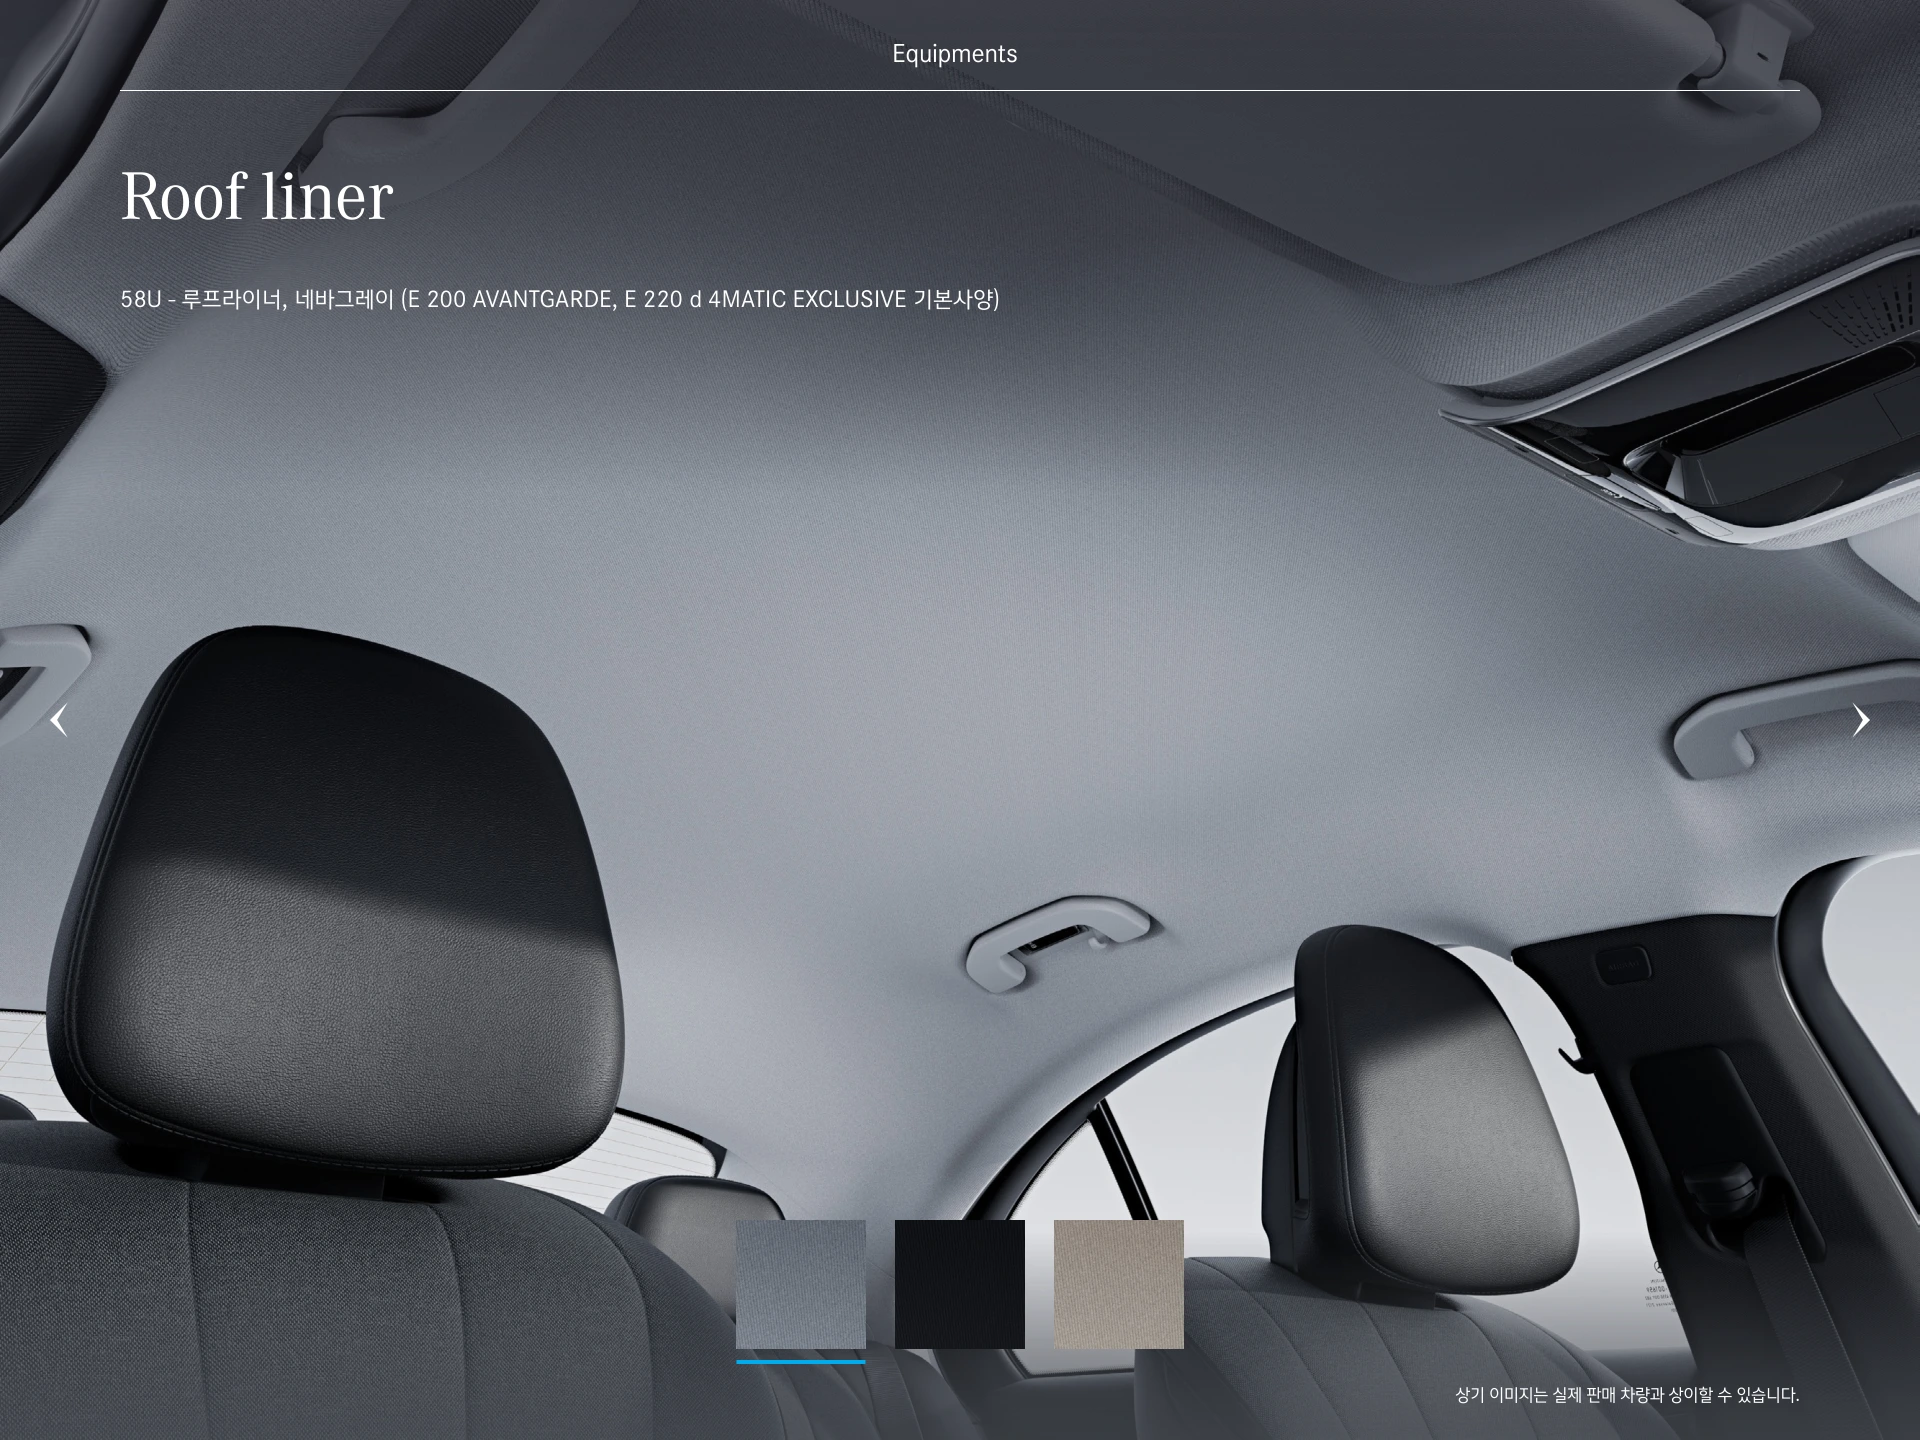 Equipments
Roof liner
58U - 루프라이너, 네바그레이 (E 200 AVANTGARDE, E 220 d 4MATIC EXCLUSIVE 기본사양)
상기 이미지는 실제 판매 차량과 상이할 수 있습니다.